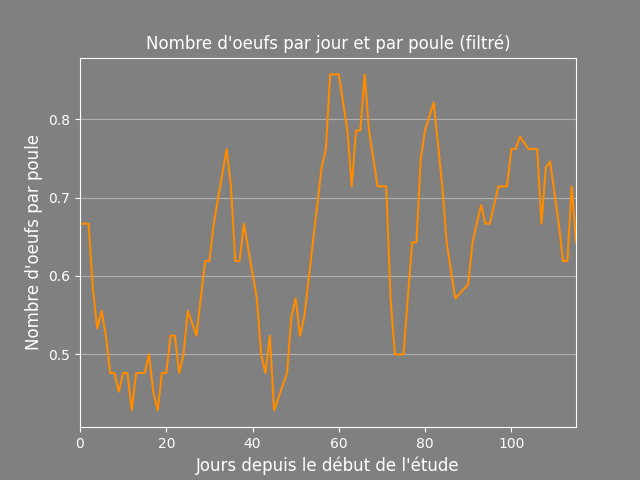 Nombre d'oeufs par jour et par poule (filtré)
Nombre d'oeufs par poule
0.8
0.7
0.6
0.5
0 20 40 60 80 100
Jours depuis le début de l'étude